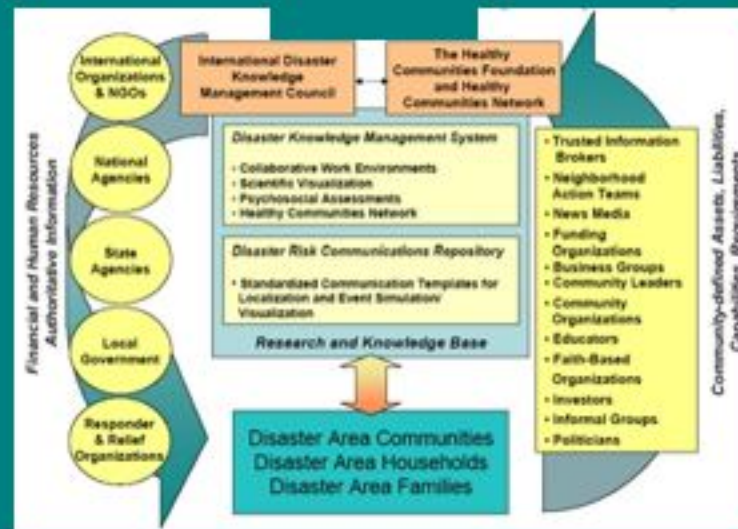 International
Organizations
& NGOs
National
Agencies
State
Agencies
Local
Government
Responder
& Relief
Organizations
Financial and Human Resources
Authoritative Information
International Disaster
Knowledge
Management Council
The Healthy
Communities Foundation
and Healthy
Communities Network
Disaster Knowledge Management System
- Collaborative Work Environments
- Scientific Visualization
- Psychosocial Assessments
- Healthy Communities Network
Disaster Risk Communications Repository
• Standardized Communication Templates for
Localization and Event Simulation/
Visualization
Research and Knowledge Base
Disaster Area Communities
Disaster Area Households
Disaster Area Families
• Trusted Information
Brokers
• Neighborhood
Action Teams
• News Media
• Funding
Organizations
• Business Groups
• Community Leaders
• Community
Organizations
• Educators
• Faith-Based
Organizations
• Investors
• Informal Groups
• Politicians
Community-defined Assets, Liabilities,
Capabilities, Requirements